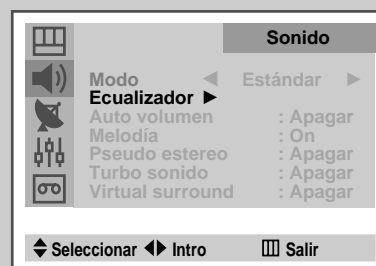 Sonido
Modo ◀ Estándar ▶
Ecualizador ▶
Auto volumen : Apagar
Melodía : On
Pseudo estereo : Apagar
Turbo sonido : Apagar
Virtual surround : Apagar
Seleccionar Intro Salir